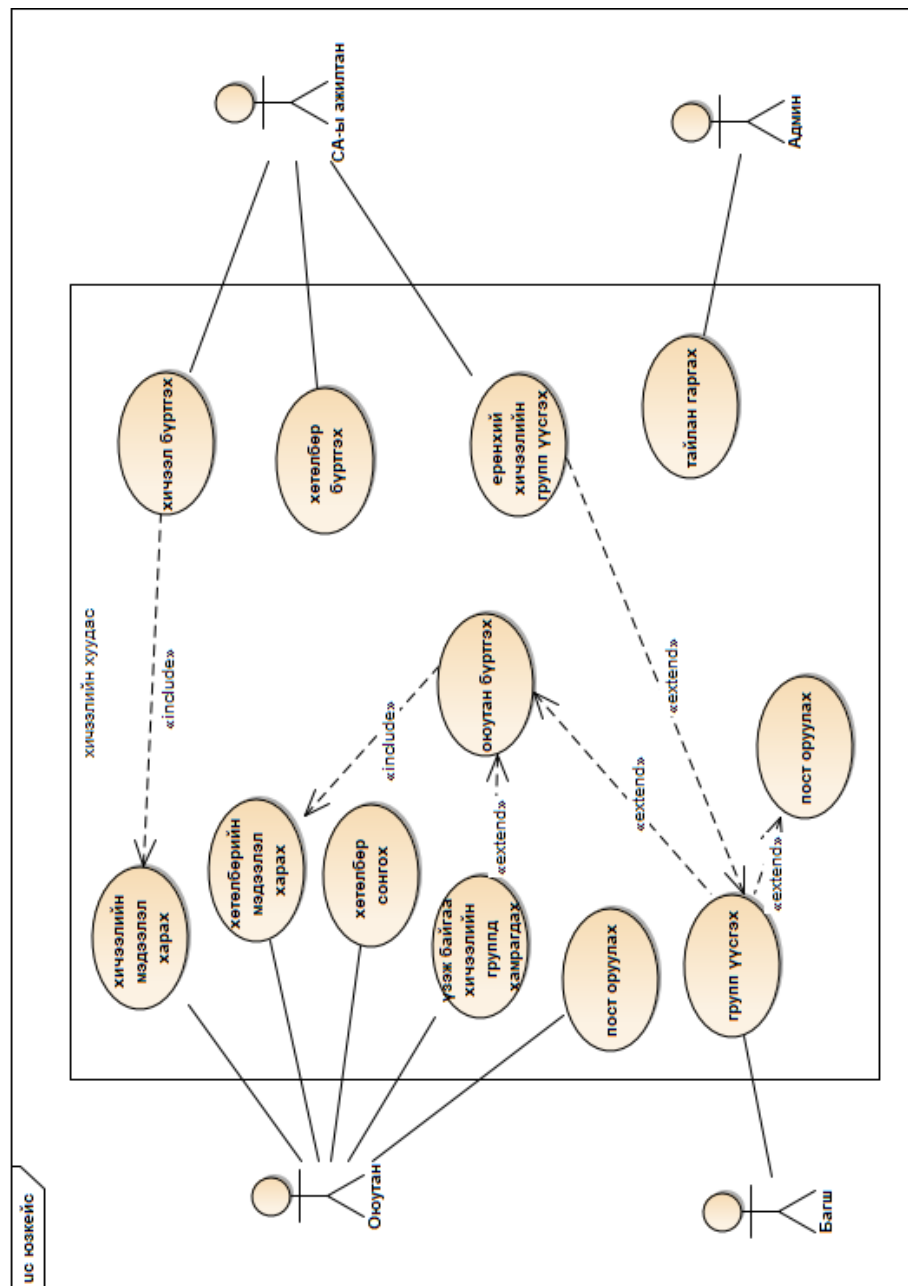 uc юзкейс
хичээлийн хуудас
Оюутан
Багш
СА-ы ажилтан
Админ
хичээлийн
мэдээлэл
харах
хөтөлбөрийн
мэдээлэл
харах
хөтөлбөр
сонгох
үзэж байгаа
хичээлийн
группд
хамрагдах
пост оруулах
групп үүсгэх
оюутан бүртгэх
пост оруулах
хичээл бүртгэх
хөтөлбөр
бүртгэх
ерөнхий
хичээлийн
групп үүсгэх
тайлан гаргах
«include»
«include»
«extend»
«extend»
«extend»
«extend»